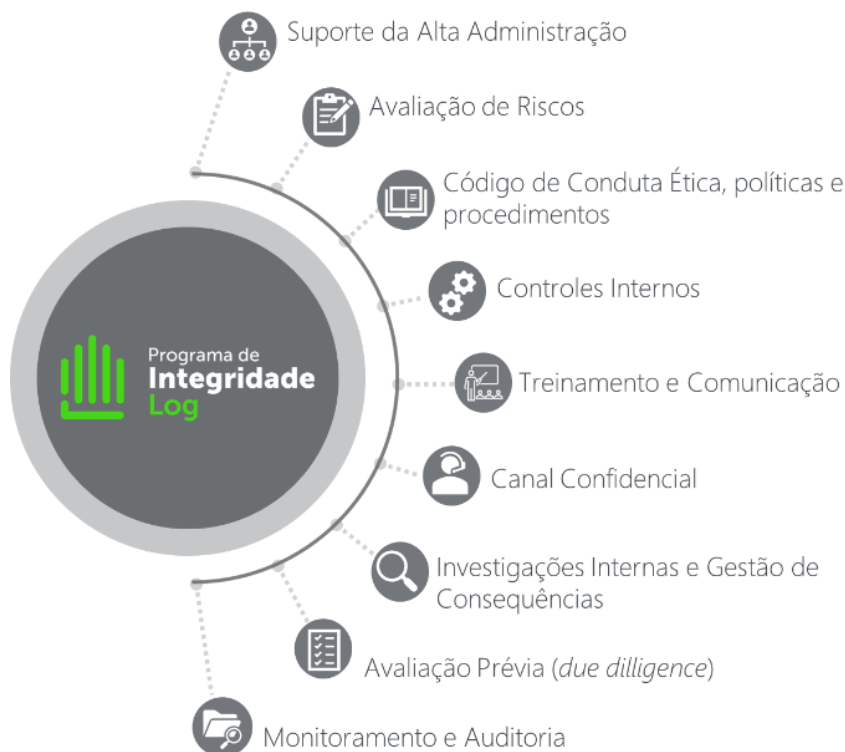 Suporte da Alta Administração
Avaliação de Riscos
Código de Conduta Ética, políticas e
procedimentos
Controles Internos
Programa de
Integridade
Log
Treinamento e Comunicação
Canal Confidencial
Investigações Internas e Gestão de
Consequências
Avaliação Prévia (due dilligence)
Monitoramento e Auditoria